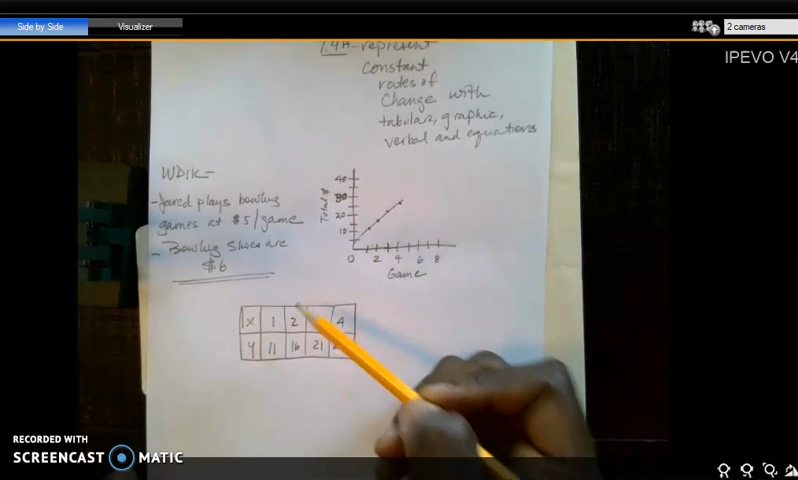 Side by Side
Visualizer
2 cameras
IPEVO V4
7.4A-represent
Constant
rates of
Change with
tabular, graphic,
verbal and equations
WDIK-
-Jared plays bowling
games at $5/game
- Bowling Shoes are
$6
Total $
40
30
20
10
0 2 4 6 8
Game
X 1 2 4
Y 11 16 21
RECORDED WITH
SCREENCAST MATIC